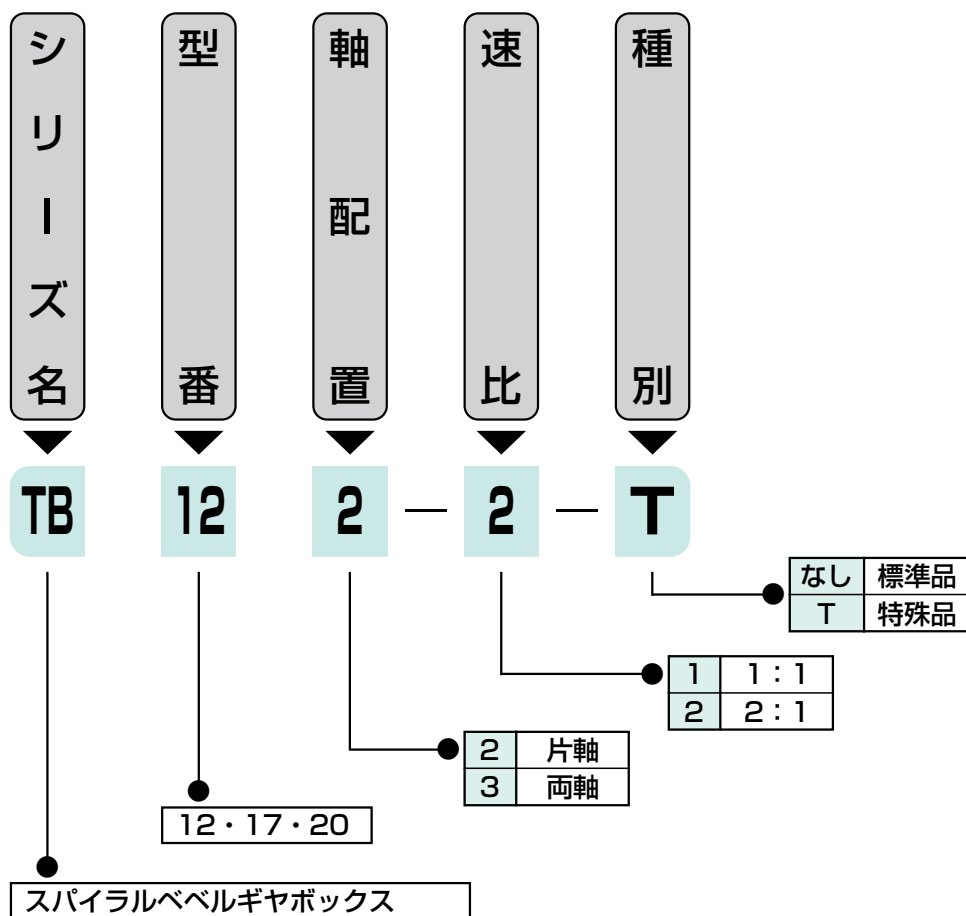 シリーズ名
型番
軸配置
速比
種別
TB 12 2 — 2 — T
なし 標準品
T 特殊品
1 1:1
2 2:1
2 片軸
3 両軸
12・17・20
スパイラルベベルギヤボックス